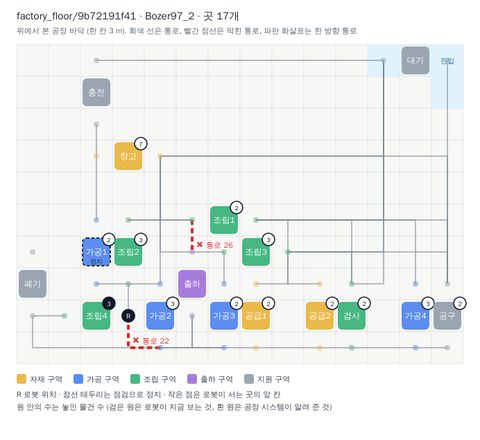 factory_floor/9b72191f41 · Bozer97_2 · 곳 17개
위에서 본 공장 바닥 (한 칸 3 m). 회색 선은 통로, 빨간 점선은 막힌 통로, 파란 화살표는 한 방향 통로
대기
진입
충전
7
창고
2
조립1
2
3
2
가공1
정지
조립2
조립3
✕ 통로 26
폐기
출하
3
3
2
2
2
2
3
2
조립4
R
가공2
가공3
공급1
공급2
검사
가공4
공구
✕ 통로 22
자재 구역
가공 구역
조립 구역
출하 구역
지원 구역
R 로봇 위치 · 점선 테두리는 점검으로 정지 · 작은 점은 로봇이 서는 곳의 앞 칸
원 안의 수는 놓인 물건 수 (검은 원은 로봇이 지금 보는 것, 흰 원은 공장 시스템이 알려 준 것)